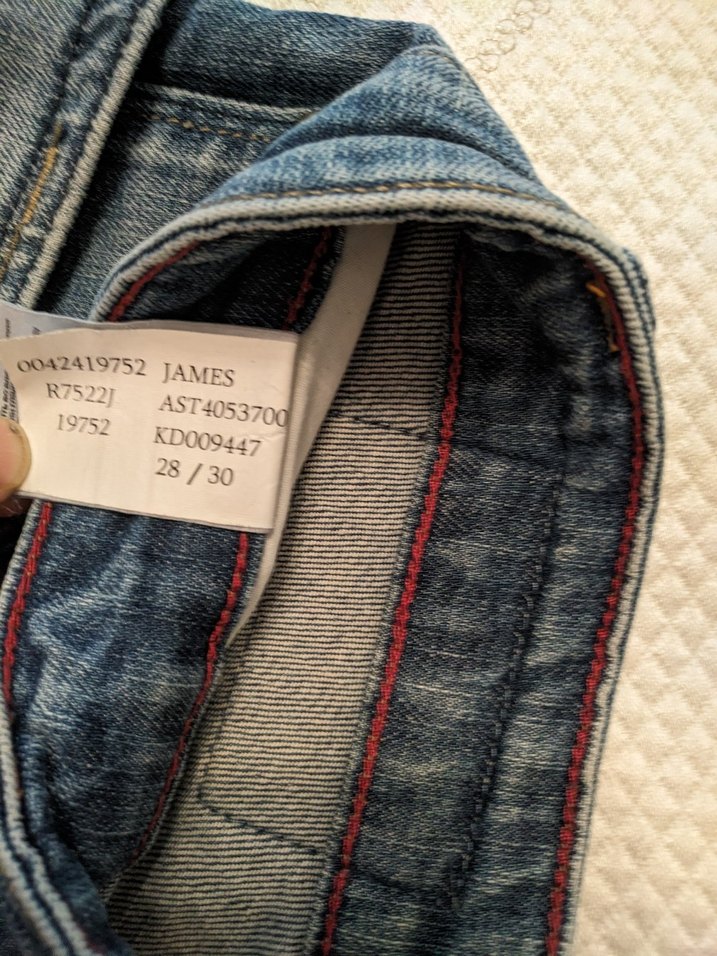 0042419752
R7522J
19752
JAMES
AST4053700
KD009447
28 / 30